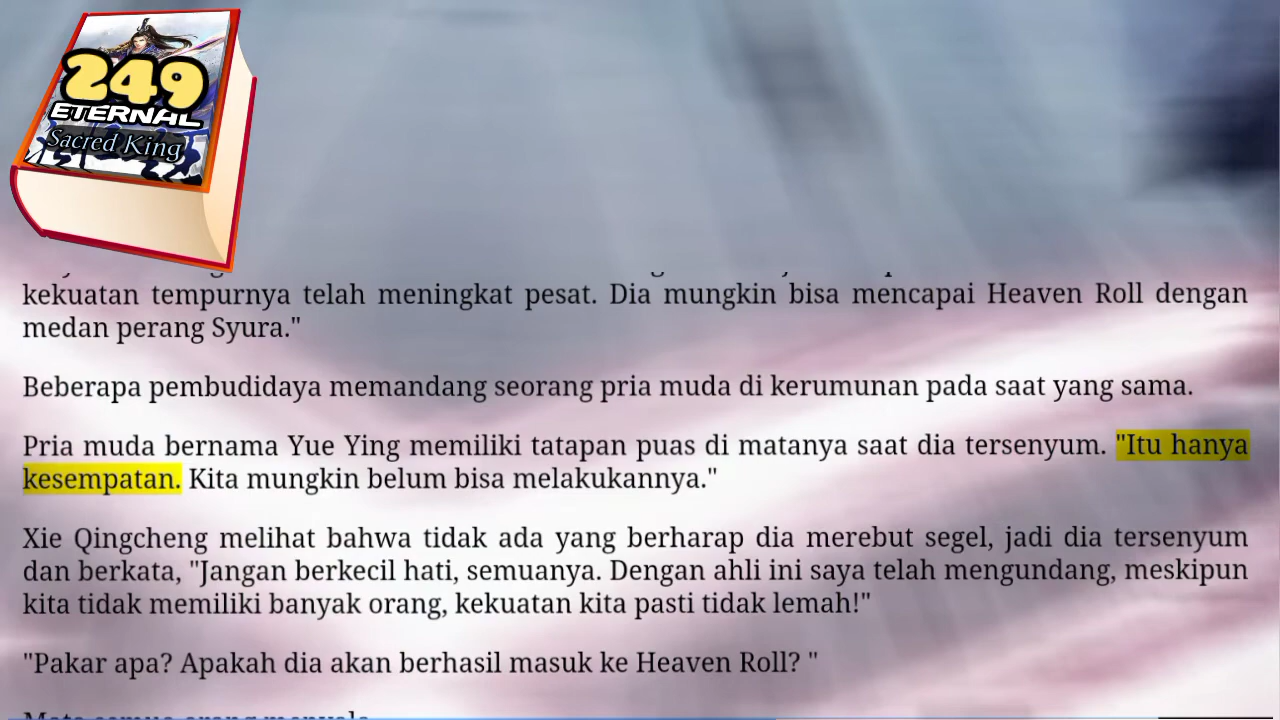 249
ETERNAL
Sacred King
kekuatan tempurnya telah meningkat pesat. Dia mungkin bisa mencapai Heaven Roll dengan
medan perang Syura."
Beberapa pembudidaya memandang seorang pria muda di kerumunan pada saat yang sama.
Pria muda bernama Yue Ying memiliki tatapan puas di matanya saat dia tersenyum. "Itu hanya
kesempatan. Kita mungkin belum bisa melakukannya."
Xie Qingcheng melihat bahwa tidak ada yang berharap dia merebut segel, jadi dia tersenyum
dan berkata, "Jangan berkecil hati, semuanya. Dengan ahli ini saya telah mengundang, meskipun
kita tidak memiliki banyak orang, kekuatan kita pasti tidak lemah!"
"Pakar apa? Apakah dia akan berhasil masuk ke Heaven Roll? "